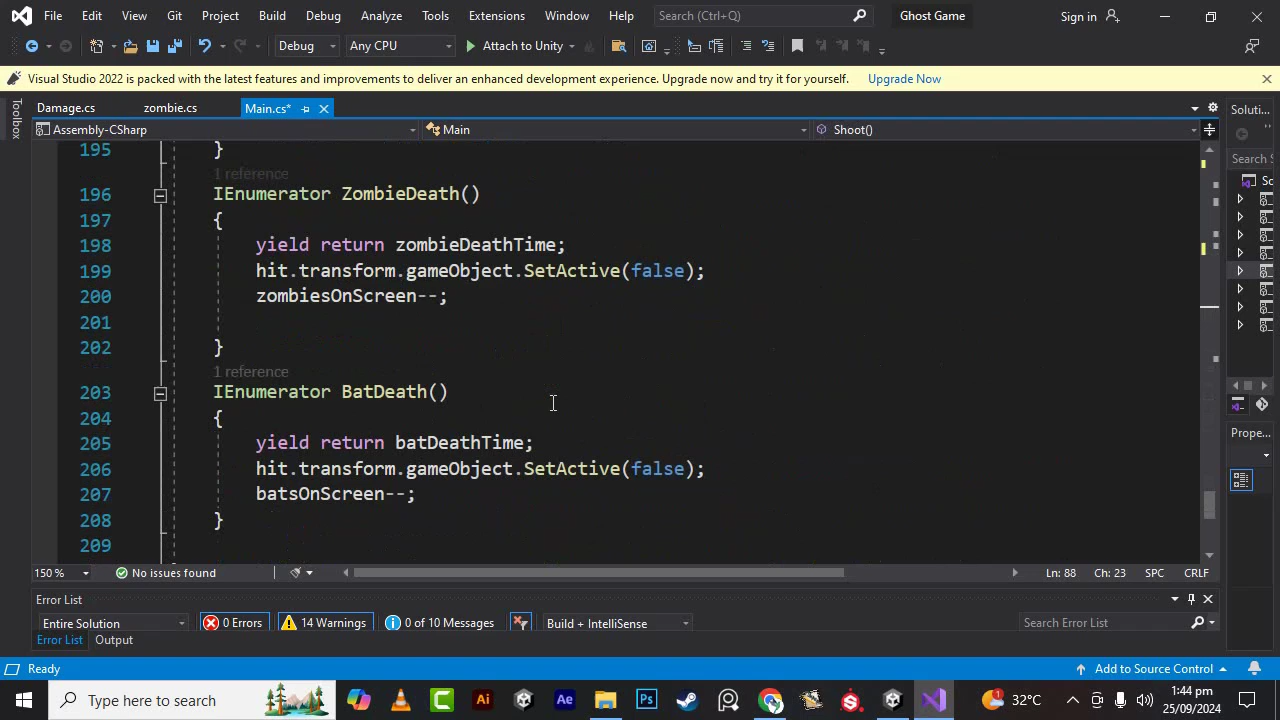 File Edit View Git Project Build Debug Analyze Tools Extensions Window Help Search (Ctrl+Q) Ghost Game Sign in
Debug Any CPU Attach to Unity
Visual Studio 2022 is packed with the latest features and improvements to deliver an enhanced development experience. Upgrade now and try it for yourself. Upgrade Now
Toolbox
Damage.cs zombie.cs Main.cs*
Soluti...
Assembly-CSharp Main Shoot()
Search S
Sc
195 }
1 reference
196 IEnumerator ZombieDeath()
197 {
198 yield return zombieDeathTime;
199 hit.transform.gameObject.SetActive(false);
200 zombiesOnScreen--;
201
202 }
1 reference
203 IEnumerator BatDeath()
204 {
205 yield return batDeathTime;
206 hit.transform.gameObject.SetActive(false);
207 batsOnScreen--;
208 }
209
Prope...
150 % No issues found Ln: 88 Ch: 23 SPC CRLF
Error List
Entire Solution 0 Errors 14 Warnings 0 of 10 Messages Build + IntelliSense Search Error List
Error List Output
Ready Add to Source Control
Type here to search Ai Ae Ps 32°C 1:44 pm
25/09/2024